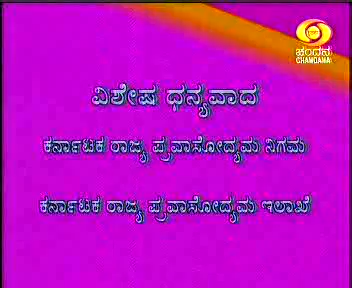 ಚಂದನ
CHANDANA
ವಿಶೇಷ ಧನ್ಯವಾದ
ಕರ್ನಾಟಕ ರಾಜ್ಯ ಪ್ರವಾಸೋದ್ಯಮ ನಿಗಮ
ಕರ್ನಾಟಕ ರಾಜ್ಯ ಪ್ರವಾಸೋದ್ಯಮ ಇಲಾಖೆ